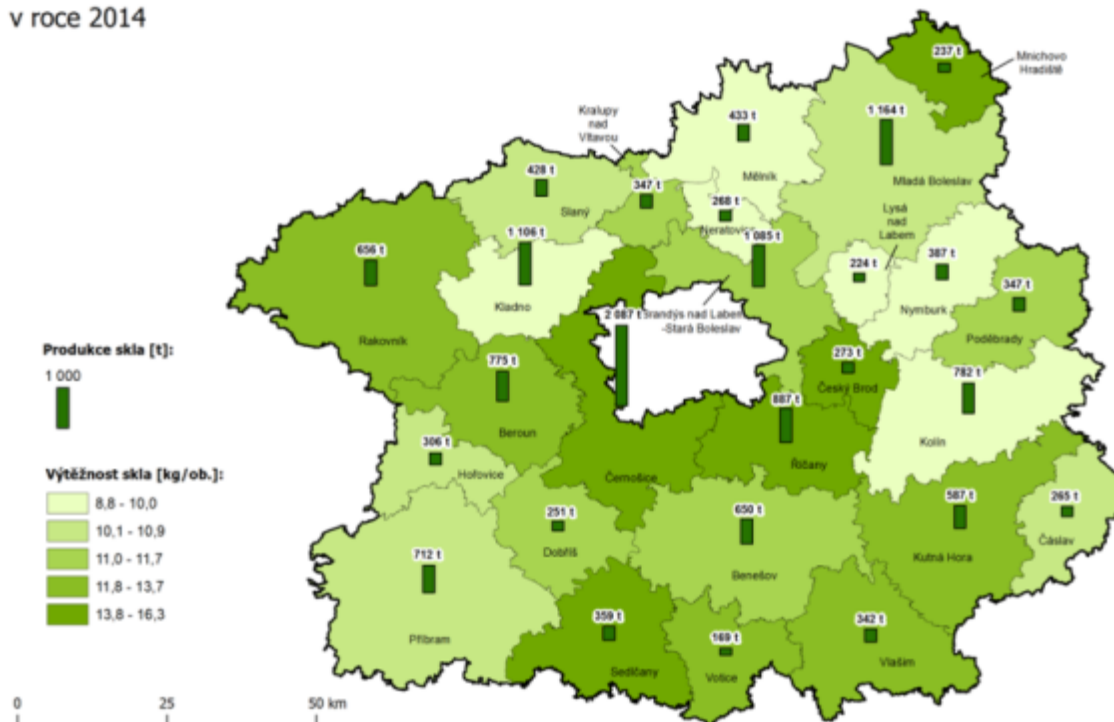 v roce 2014
237 t
Mnichovo
Hradiště
1 164 t
Mladá Boleslav
Kralupy
nad
Vltavou
433 t
Mělník
428 t
Slaný
347 t
268 t
Neratovice
Lysá
nad
Labem
1 106 t
Kladno
1 085 t
224 t
387 t
Nymburk
656 t
Rakovník
347 t
Poděbrady
2 087 t
Brandýs nad Labem
-Stará Boleslav
Produkce skla [t]:
1 000
775 t
Beroun
273 t
Český Brod
782 t
Kolín
887 t
Říčany
306 t
Hořovice
Černošice
Výtěžnost skla [kg/ob.]:
8,8 - 10,0
10,1 - 10,9
11,0 - 11,7
11,8 - 13,7
13,8 - 16,3
251 t
Dobříš
650 t
Benešov
587 t
Kutná Hora
265 t
Čáslav
712 t
Příbram
359 t
Sedlčany
169 t
Votice
342 t
Vlašim
0 25 50 km